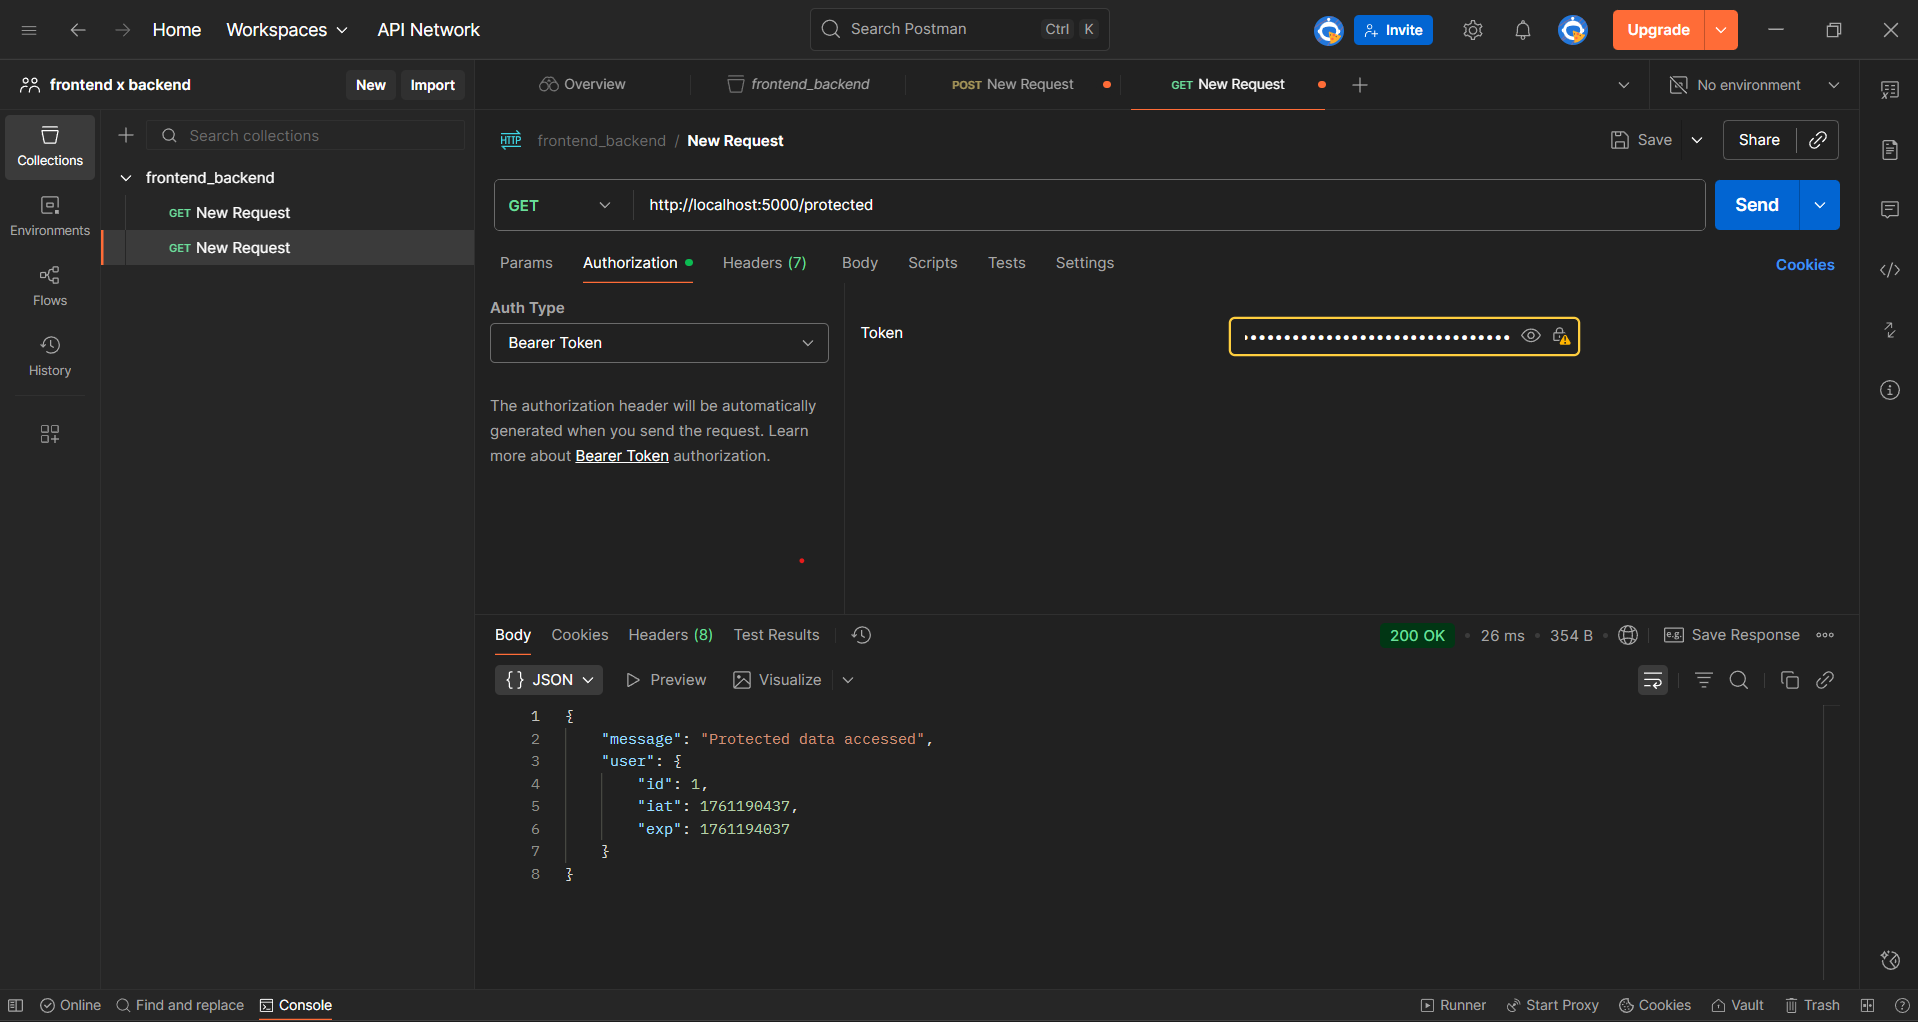 Home Workspaces API Network Search Postman Ctrl K Invite Upgrade
frontend x backend New Import Overview frontend_backend POST New Request GET New Request No environment
Collections
Environments
Flows
History
Search collections
frontend_backend
GET New Request
GET New Request
HTTP frontend_backend / New Request Save Share
GET http://localhost:5000/protected Send
Params Authorization Headers (7) Body Scripts Tests Settings Cookies
Auth Type
Bearer Token
The authorization header will be automatically
generated when you send the request. Learn
more about Bearer Token authorization.
Token ••••••••••••••••••••••••••••••••
Body Cookies Headers (8) Test Results 200 OK • 26 ms • 354 B • e.g. Save Response
{} JSON Preview Visualize
1 {
2 "message": "Protected data accessed",
3 "user": {
4 "id": 1,
5 "iat": 1761190437,
6 "exp": 1761194037
7 }
8 }
Online Find and replace Console Runner Start Proxy Cookies Vault Trash